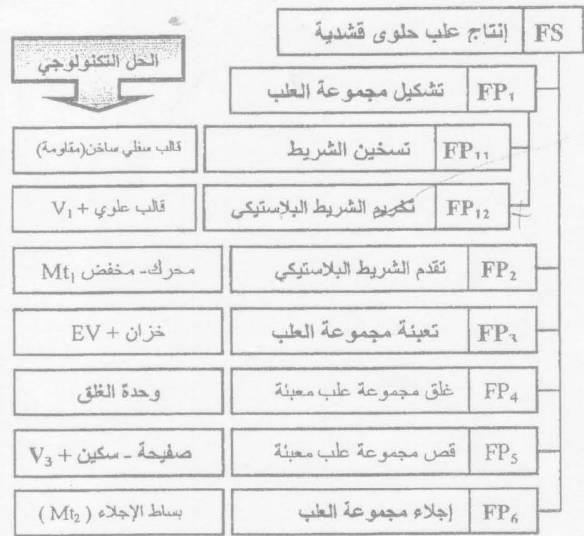 FS إنتاج علب حلوى قشدية
الحل التكنولوجي
FP₁ تشكيل مجموعة العلب
FP₁₁ تسخين الشريط قالب سفلي ساخن(مقاومة)
FP₁₂ تخريم الشريط البلاستيكي قالب علوي + V₁
FP₂ تقدم الشريط البلاستيكي محرك- مخفض Mt₁
FP₃ تعبئة مجموعة العلب خزان + EV
FP₄ غلق مجموعة علب معبئة وحدة الغلق
FP₅ قص مجموعة علب معبئة صفيحة - سكين + V₃
FP₆ إجلاء مجموعة العلب بساط الإجلاء ( Mt₂ )